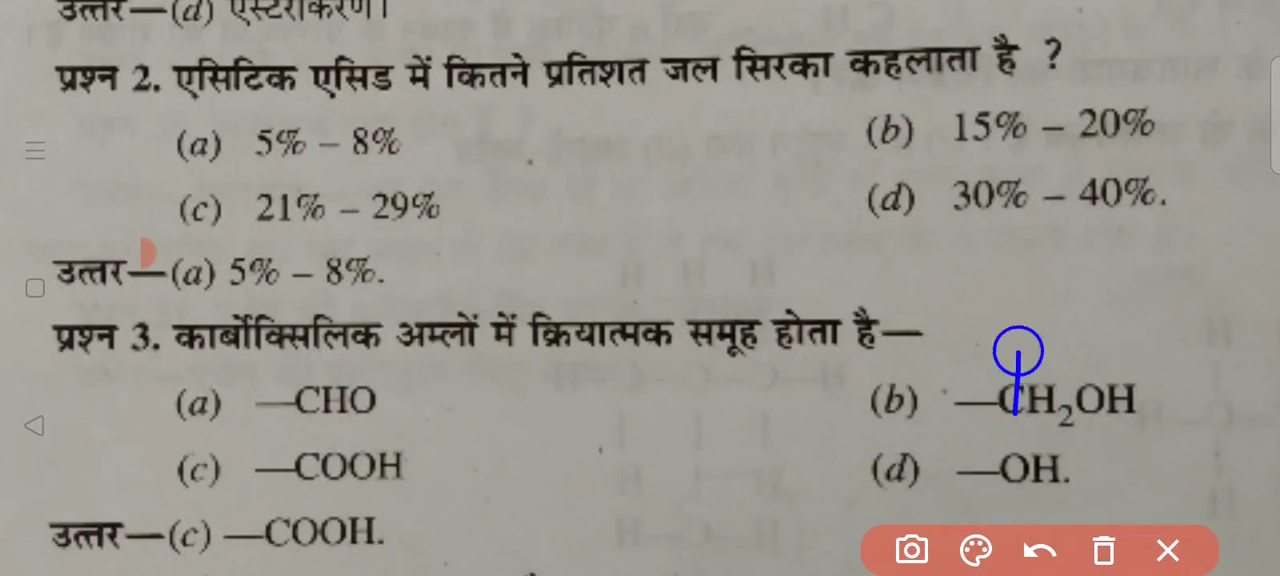 उत्तर—(d) एस्टरीकरण।
प्रश्न 2. एसिटिक एसिड में कितने प्रतिशत जल सिरका कहलाता है ?
(a) 5% – 8% (b) 15% – 20%
(c) 21% – 29% (d) 30% – 40%.
उत्तर—(a) 5% – 8%.
प्रश्न 3. कार्बोक्सिलिक अम्लों में क्रियात्मक समूह होता है—
(a) —CHO (b) —CH₂OH
(c) —COOH (d) —OH.
उत्तर—(c) —COOH.